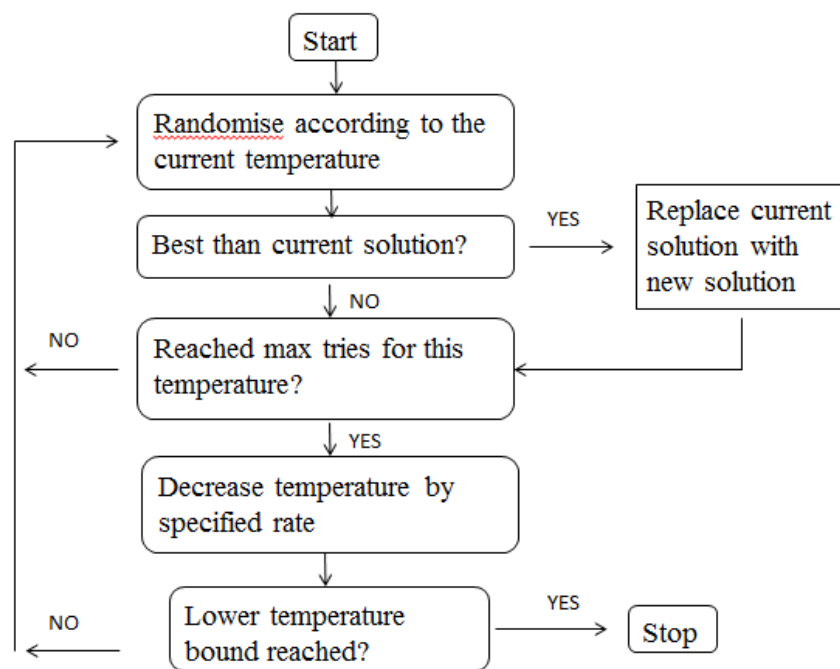 Start
Randomise according to the
current temperature
Best than current solution?
YES
Replace current
solution with
new solution
NO
Reached max tries for this
temperature?
NO
YES
Decrease temperature by
specified rate
Lower temperature
bound reached?
NO
YES
Stop